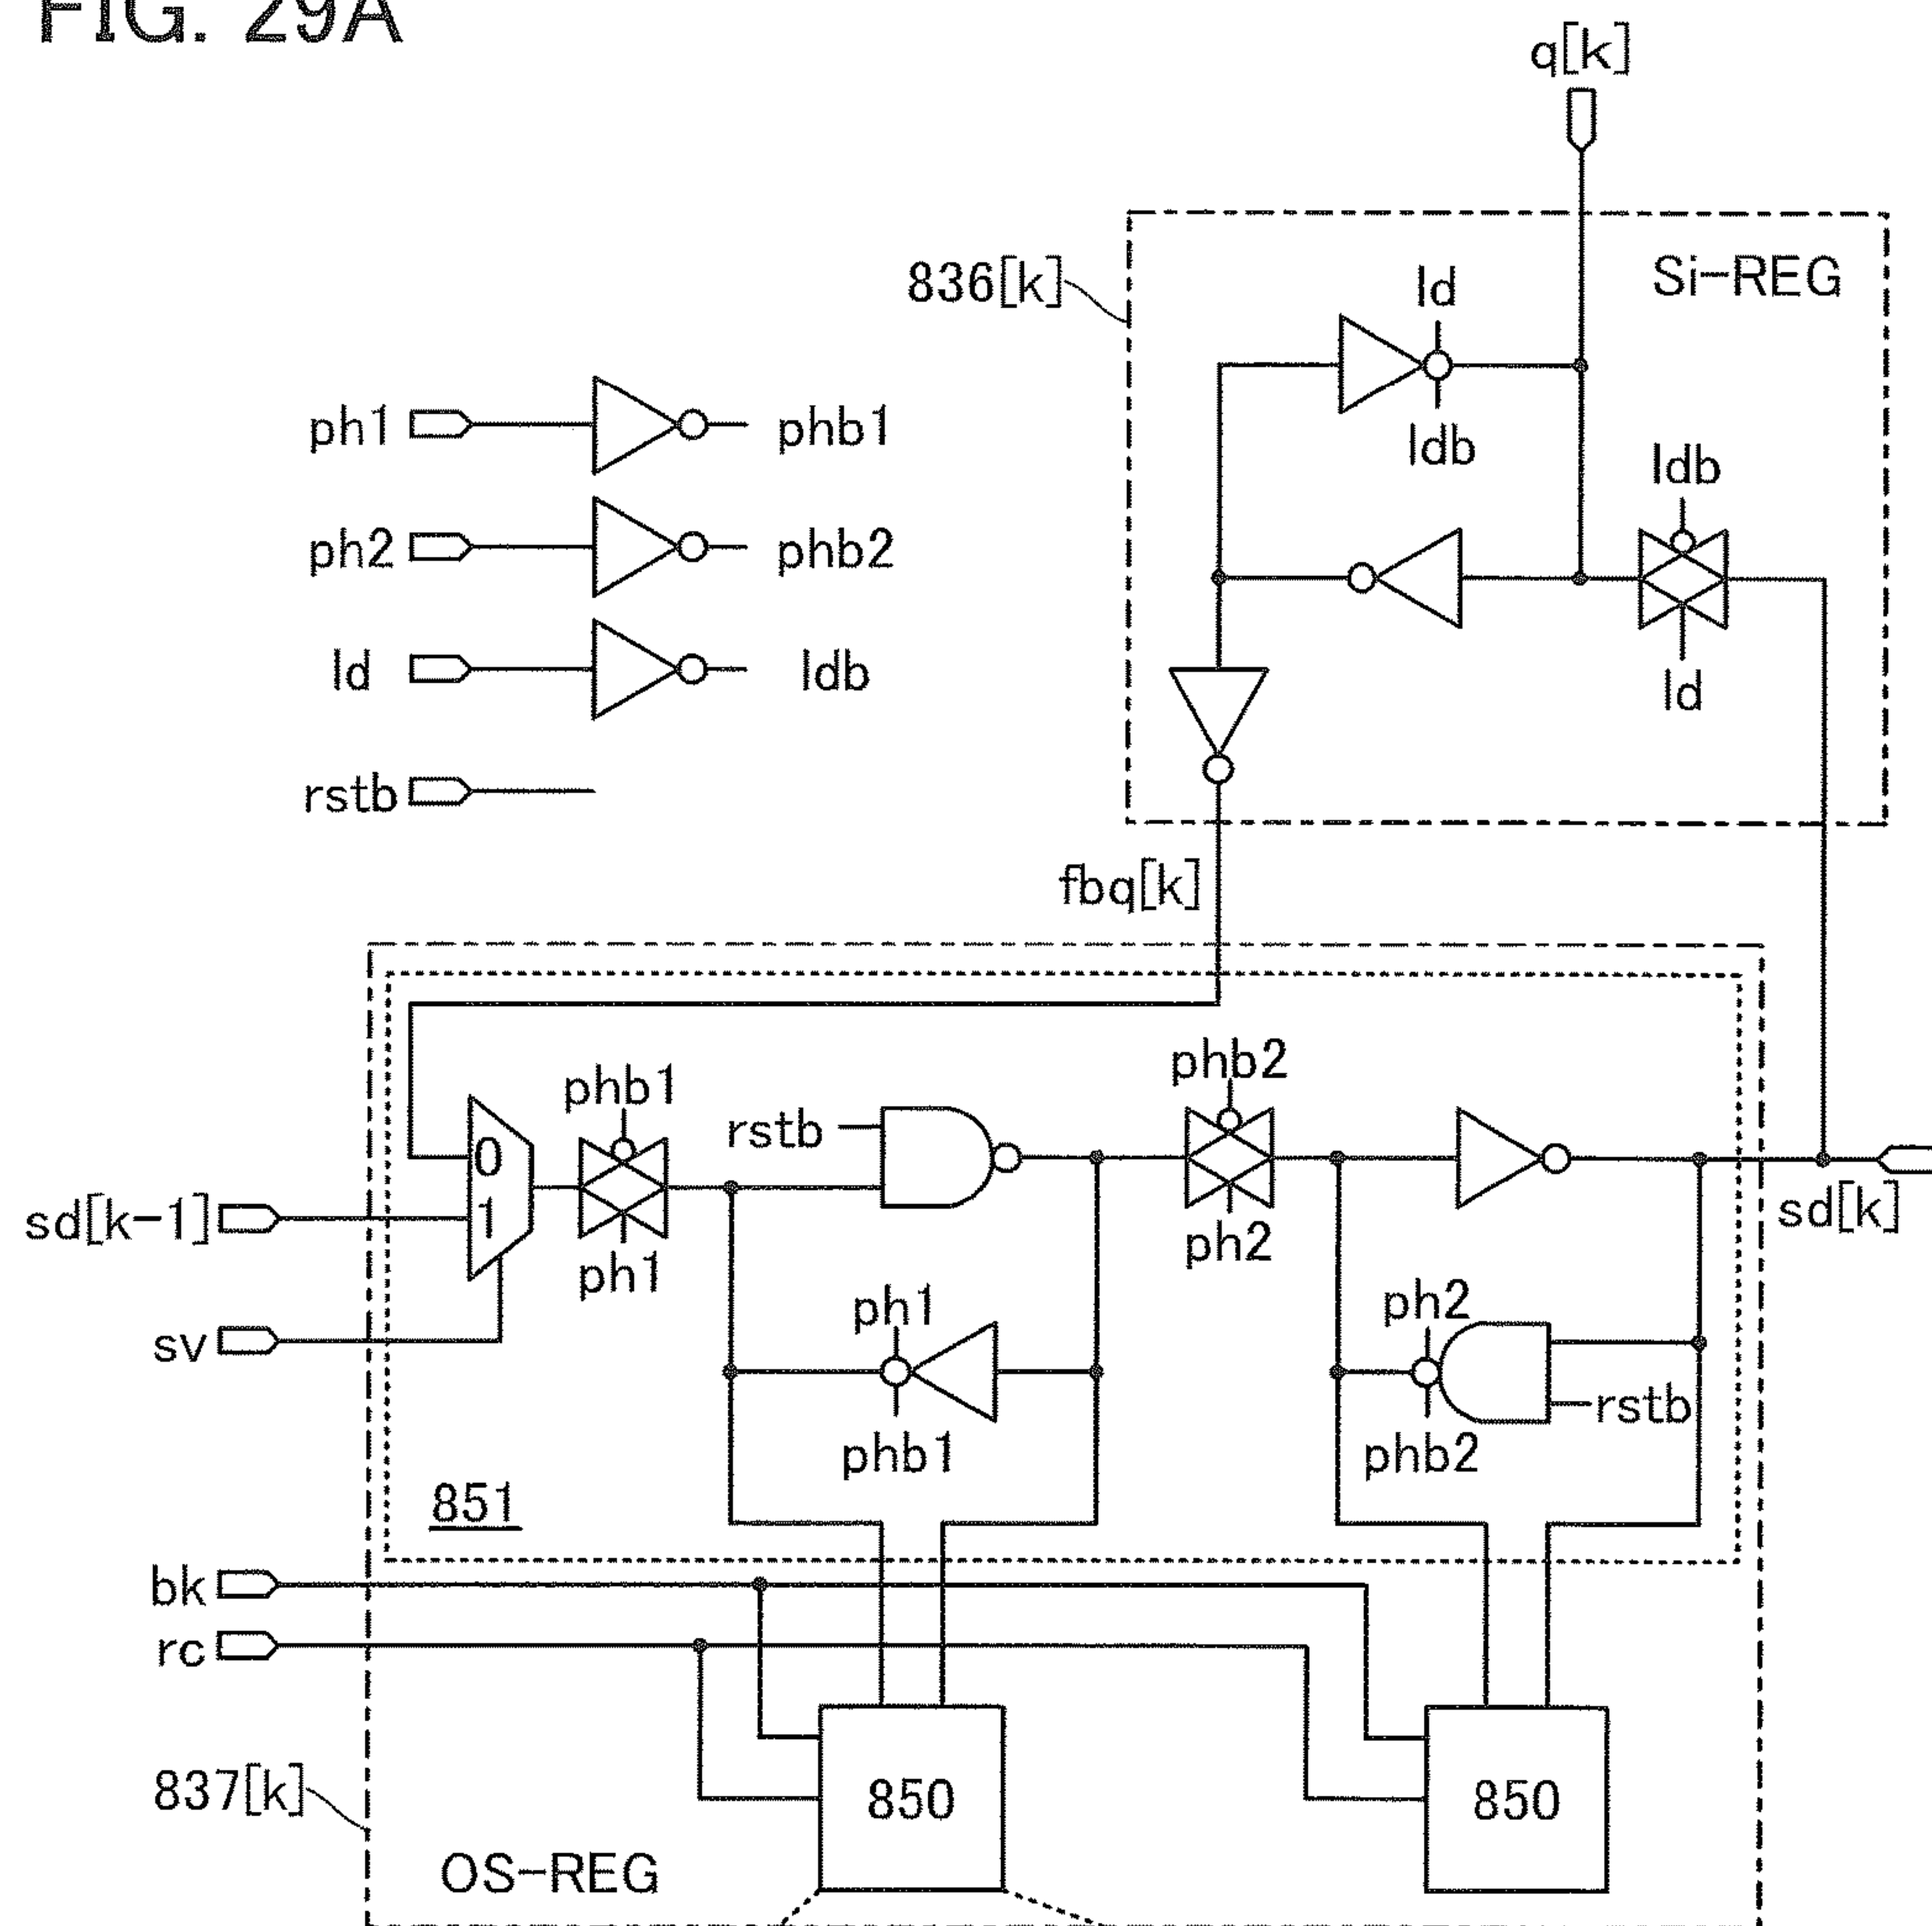 FIG. 29A
q[k]
836[k]
Si-REG
ld
ldb
ldb
ld
ph1
phb1
ph2
phb2
ld
ldb
rstb
fbq[k]
phb1
rstb
phb2
0
1
sd[k-1]
ph1
ph2
sd[k]
sv
ph1
ph2
rstb
phb1
phb2
851
bk
rc
837[k]
850
850
OS-REG